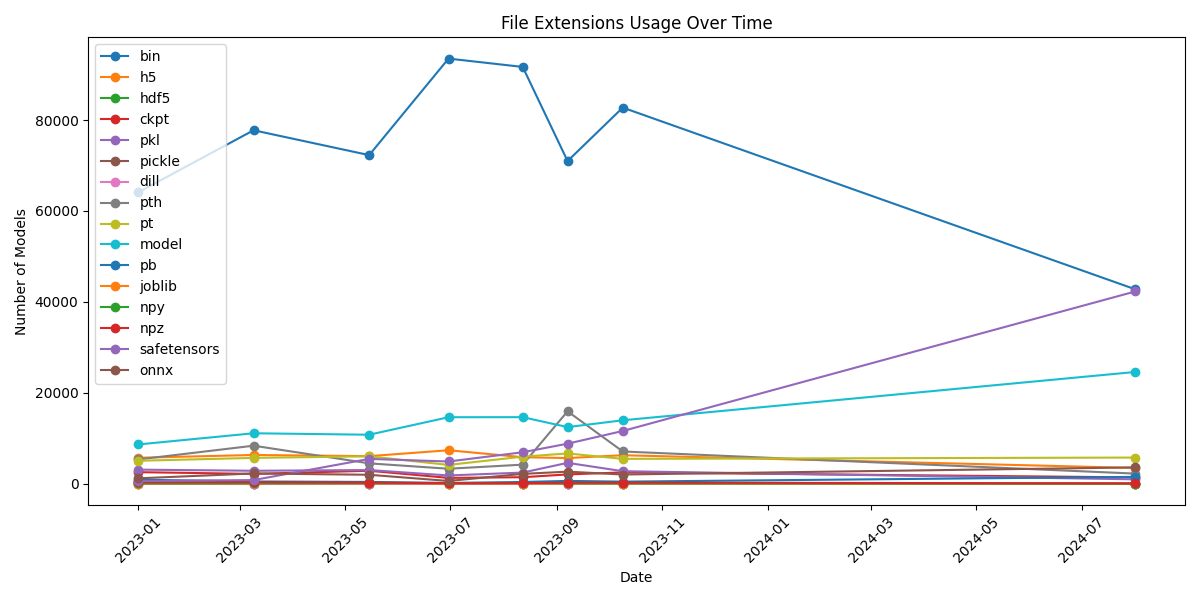 File Extensions Usage Over Time
bin
h5
hdf5
ckpt
pkl
pickle
dill
pth
pt
model
pb
joblib
npy
npz
safetensors
onnx
Number of Models
80000
60000
40000
20000
0
2023-01
2023-03
2023-05
2023-07
2023-09
2023-11
2024-01
2024-03
2024-05
2024-07
Date